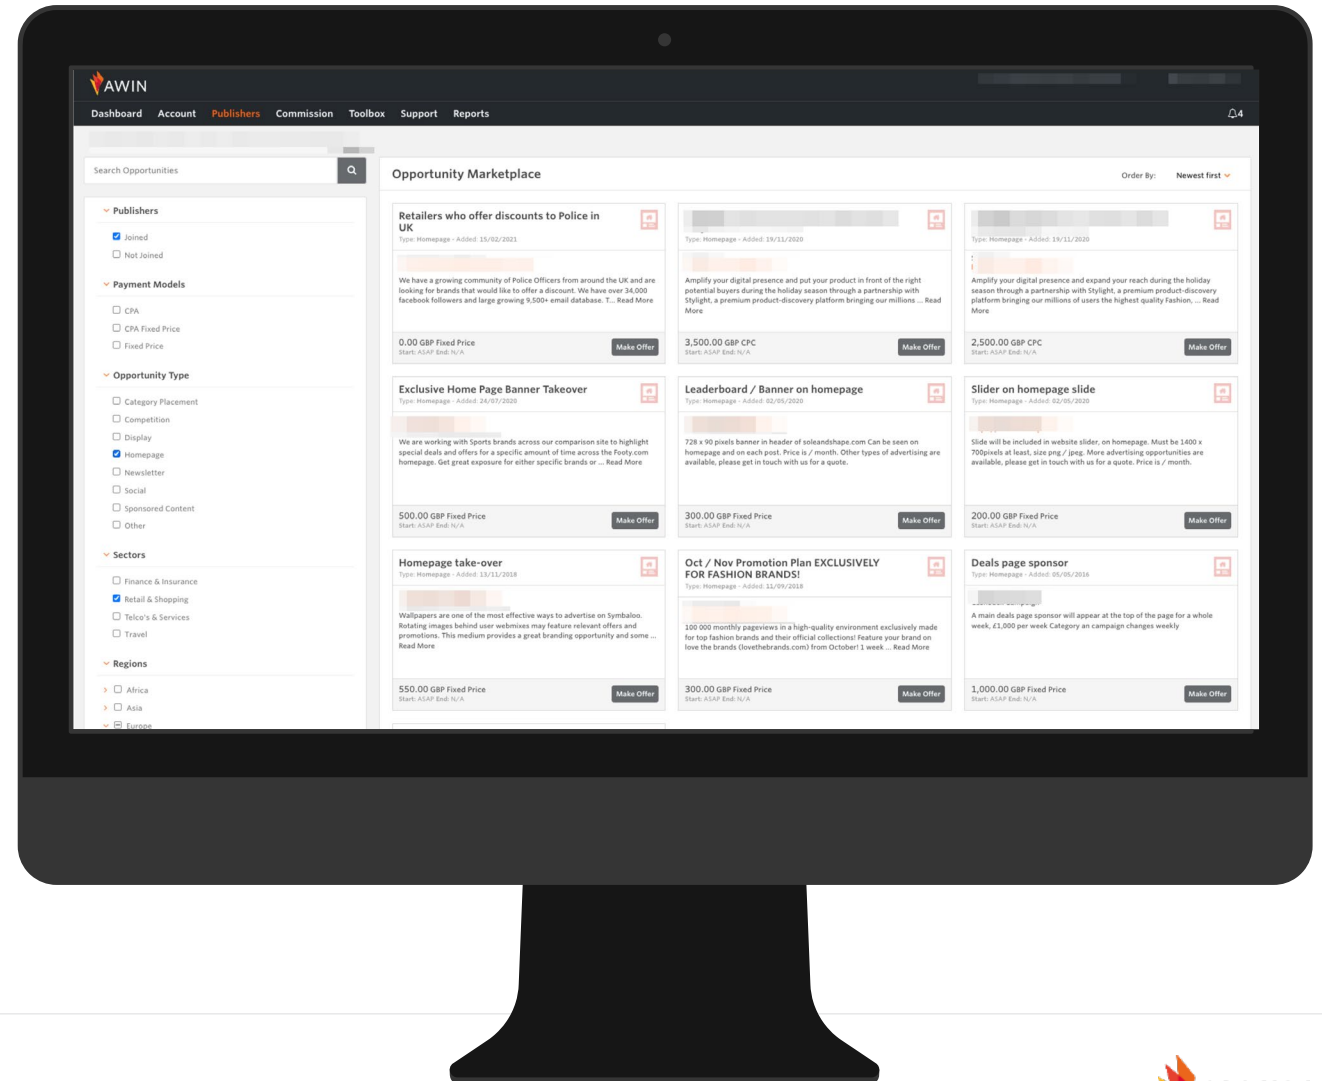 AWIN
Dashboard Account Publishers Commission Toolbox Support Reports
4
Search Opportunities
Publishers
Joined
Not Joined
Payment Models
CPA
CPA Fixed Price
Fixed Price
Opportunity Type
Category Placement
Competition
Display
Homepage
Newsletter
Social
Sponsored Content
Other
Sectors
Finance & Insurance
Retail & Shopping
Telco's & Services
Travel
Regions
Africa
Asia
Europe
Opportunity Marketplace
Order By: Newest first
Retailers who offer discounts to Police in
UK
Type: Homepage - Added: 15/02/2021
We have a growing community of Police Officers from around the UK and are
looking for brands that would like to offer a discount. We have over 34,000
facebook followers and large growing 9,500+ email database. T... Read More
0.00 GBP Fixed Price
Start: ASAP End: N/A
Make Offer
Type: Homepage - Added: 19/11/2020
Amplify your digital presence and put your product in front of the right
potential buyers during the holiday season through a partnership with
Stylight, a premium product-discovery platform bringing our millions ... Read
More
3,500.00 GBP CPC
Start: ASAP End: N/A
Make Offer
Type: Homepage - Added: 19/11/2020
Amplify your digital presence and expand your reach during the holiday
season through a partnership with Stylight, a premium product-discovery
platform bringing our millions of users the highest quality Fashion, ... Read
More
2,500.00 GBP CPC
Start: ASAP End: N/A
Make Offer
Exclusive Home Page Banner Takeover
Type: Homepage - Added: 24/07/2020
We are working with Sports brands across our comparison site to highlight
special deals and offers for a specific amount of time across the Footy.com
homepage. Get great exposure for either specific brands or ... Read More
500.00 GBP Fixed Price
Start: ASAP End: N/A
Make Offer
Leaderboard / Banner on homepage
Type: Homepage - Added: 02/05/2020
728 x 90 pixels banner in header of soleandshape.com Can be seen on
homepage and on each post. Price is / month. Other types of advertising are
available, please get in touch with us for a quote.
300.00 GBP Fixed Price
Start: ASAP End: N/A
Make Offer
Slider on homepage slide
Type: Homepage - Added: 02/05/2020
Slide will be included in website slider, on homepage. Must be 1400 x
700pixels at least, size png / jpeg. More advertising opportunities are
available, please get in touch with us for a quote. Price is / month.
200.00 GBP Fixed Price
Start: ASAP End: N/A
Make Offer
Homepage take-over
Type: Homepage - Added: 13/11/2018
Wallpapers are one of the most effective ways to advertise on Symbaloo.
Rotating images behind user webmixes may feature relevant offers and
promotions. This medium provides a great branding opportunity and some ...
Read More
550.00 GBP Fixed Price
Start: ASAP End: N/A
Make Offer
Oct / Nov Promotion Plan EXCLUSIVELY
FOR FASHION BRANDS!
Type: Homepage - Added: 11/09/2018
100 000 monthly pageviews in a high-quality environment exclusively made
for top fashion brands and their official collections! Feature your brand on
love the brands (lovethebrands.com) from October! 1 week ... Read More
300.00 GBP Fixed Price
Start: ASAP End: N/A
Make Offer
Deals page sponsor
Type: Homepage - Added: 05/05/2016
A main deals page sponsor will appear at the top of the page for a whole
week, £1,000 per week Category an campaign changes weekly
1,000.00 GBP Fixed Price
Start: ASAP End: N/A
Make Offer